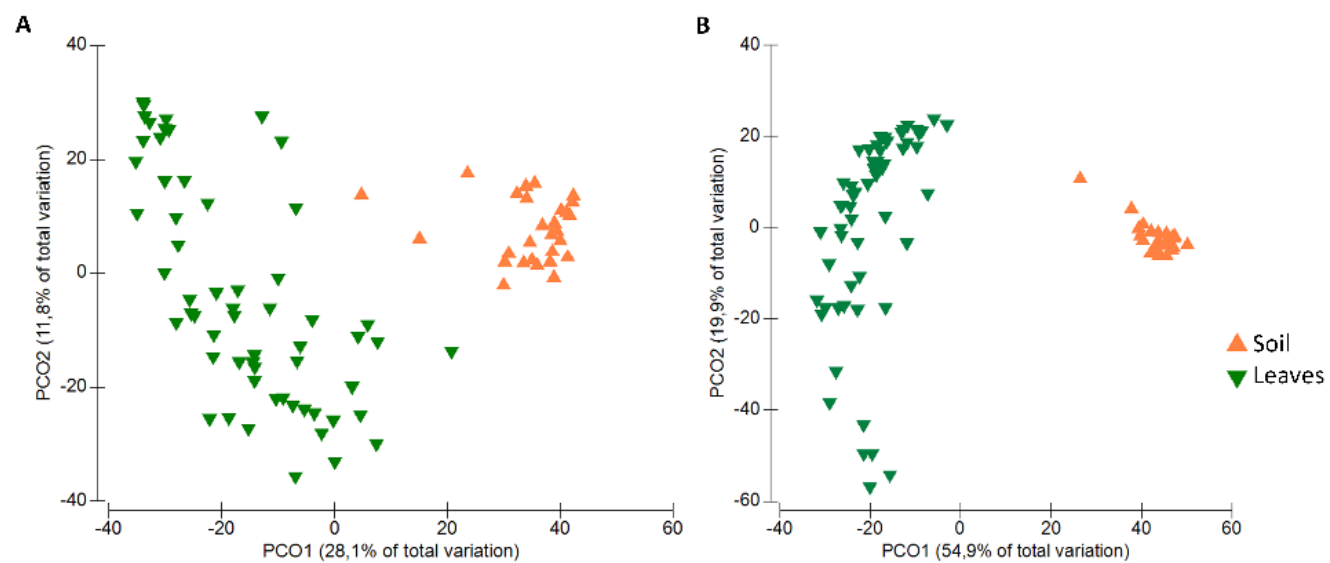 A
40
20
0
-20
-40
PCO2 (11,8% of total variation)
-40 -20 0 20 40 60
PCO1 (28,1% of total variation)
B
40
20
0
-20
-40
-60
PCO2 (19,9% of total variation)
-40 -20 0 20 40 60
PCO1 (54,9% of total variation)
Soil
Leaves